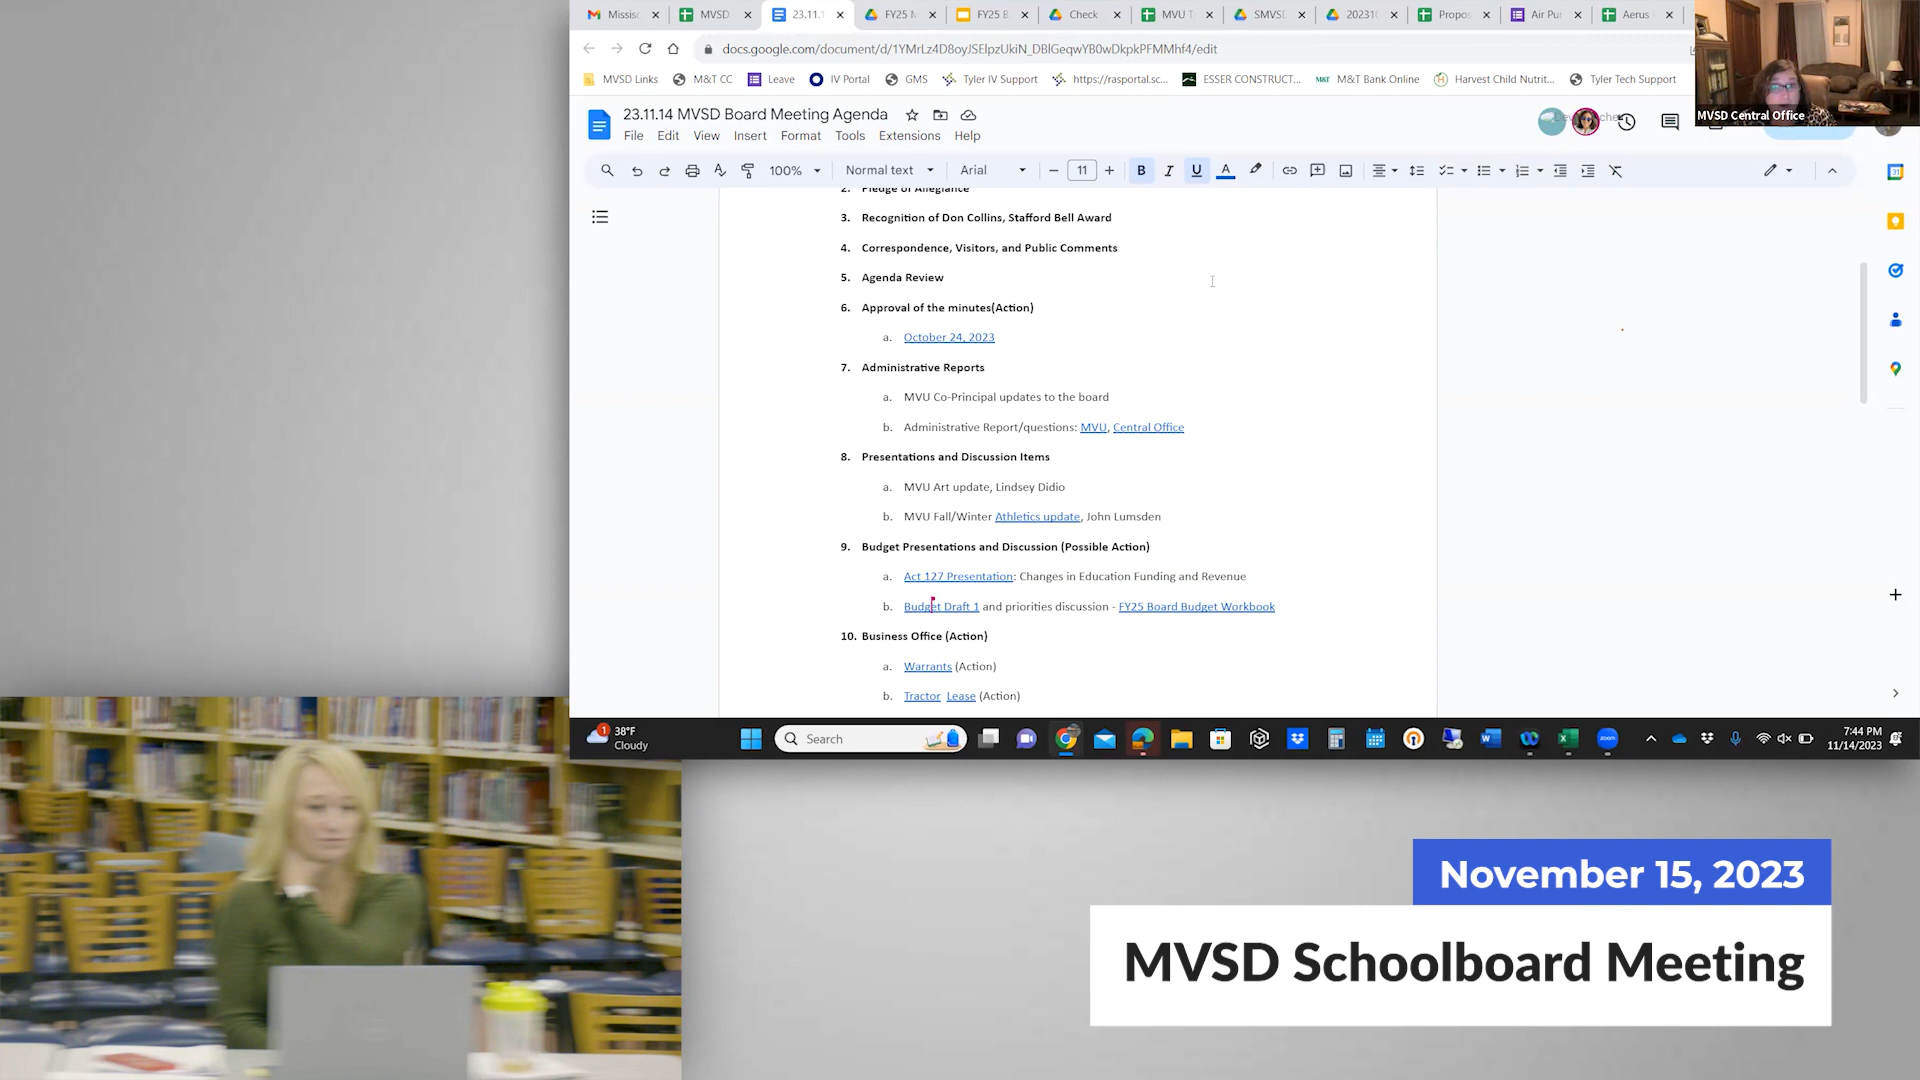 Missisc
MVSD
23.11.1
FY25 M
FY25 B
Check
MVU T
SMVSD
202310
Propos
Air Pur
Aerus
docs.google.com/document/d/1YMrLz4D8oyJSElpzUkiN_DBlGeqwYB0wDkpkPFMMhf4/edit
MVSD Links
M&T CC
Leave
IV Portal
GMS
Tyler IV Support
https://rasportal.sc...
ESSER CONSTRUCT...
M&T Bank Online
Harvest Child Nutrit...
Tyler Tech Support
MVSD Central Office
23.11.14 MVSD Board Meeting Agenda
File Edit View Insert Format Tools Extensions Help
100% Normal text Arial 11 B I U A
2. Pledge of Allegiance
3. Recognition of Don Collins, Stafford Bell Award
4. Correspondence, Visitors, and Public Comments
5. Agenda Review
6. Approval of the minutes(Action)
a. October 24, 2023
7. Administrative Reports
a. MVU Co-Principal updates to the board
b. Administrative Report/questions: MVU, Central Office
8. Presentations and Discussion Items
a. MVU Art update, Lindsey Didio
b. MVU Fall/Winter Athletics update, John Lumsden
9. Budget Presentations and Discussion (Possible Action)
a. Act 127 Presentation: Changes in Education Funding and Revenue
b. Budget Draft 1 and priorities discussion - FY25 Board Budget Workbook
10. Business Office (Action)
a. Warrants (Action)
b. Tractor Lease (Action)
38°F
Cloudy
Search
7:44 PM
11/14/2023
November 15, 2023
MVSD Schoolboard Meeting